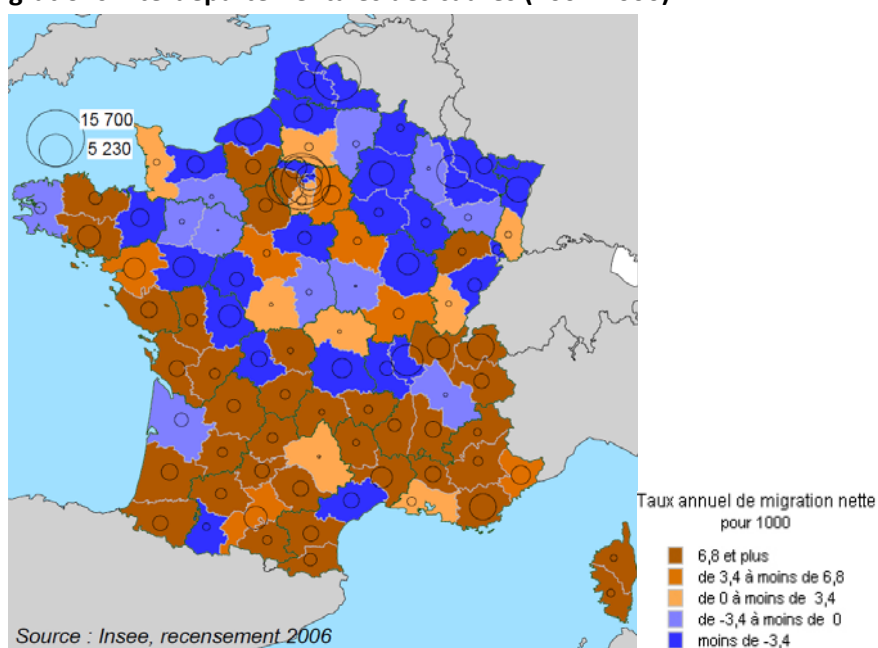 15 700
5 230
Taux annuel de migration nette
pour 1000
6,8 et plus
de 3,4 à moins de 6,8
de 0 à moins de 3,4
de -3,4 à moins de 0
moins de -3,4
Source : Insee, recensement 2006